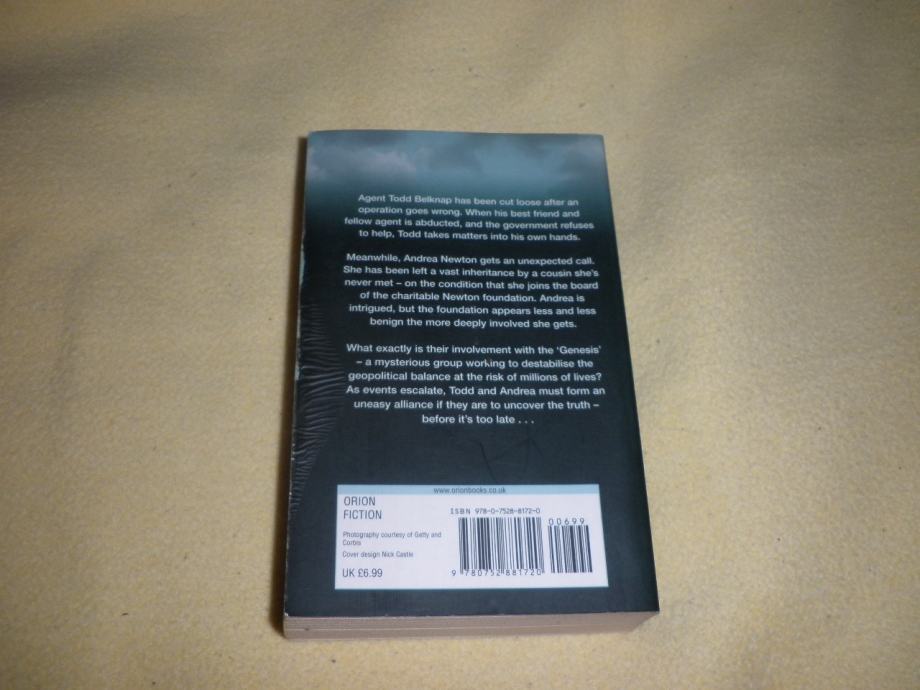 Agent Todd Belknap has been cut loose after an
operation goes wrong. When his best friend and
fellow agent is abducted, and the government refuses
to help, Todd takes matters into his own hands.
Meanwhile, Andrea Newton gets an unexpected call.
She has been left a vast inheritance by a cousin she's
never met – on the condition that she joins the board
of the charitable Newton foundation. Andrea is
intrigued, but the foundation appears less and less
benign the more deeply involved she gets.
What exactly is their involvement with the 'Genesis'
– a mysterious group working to destabilise the
geopolitical balance at the risk of millions of lives?
As events escalate, Todd and Andrea must form an
uneasy alliance if they are to uncover the truth –
before it's too late . . .
www.orionbooks.co.uk
ORION
FICTION
Photography courtesy of Getty and
Corbis
Cover design Nick Castle
UK £6.99
ISBN 978-0-7528-8172-0
00699
9 780752 881720